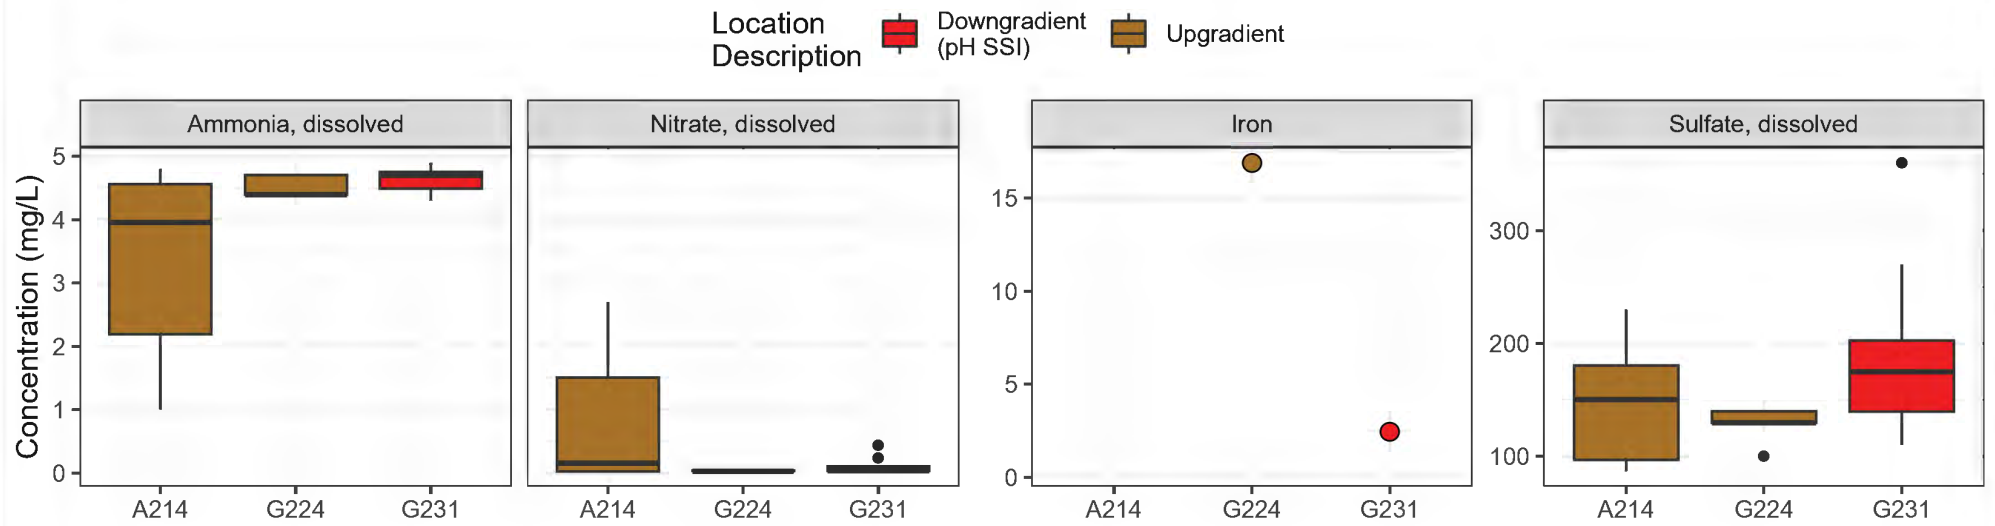 Location
Description
Downgradient
(pH SSI)
Upgradient
Ammonia, dissolved
Nitrate, dissolved
Iron
Sulfate, dissolved
Concentration (mg/L)
5
4
3
2
1
0
15
10
5
0
300
200
100
A214
G224
G231
A214
G224
G231
A214
G224
G231
A214
G224
G231